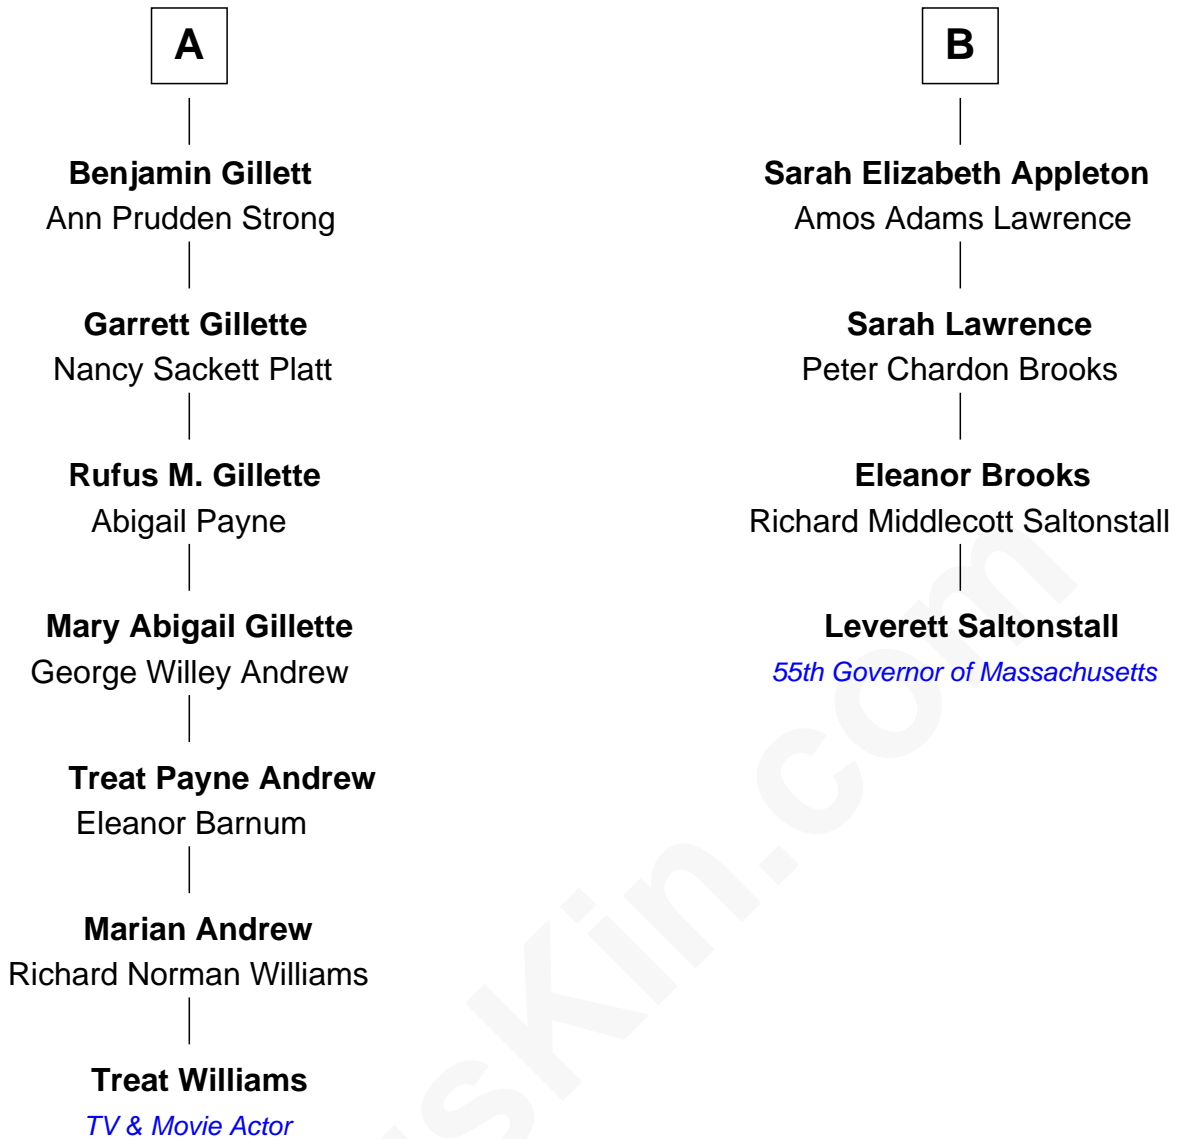 A
Benjamin Gillett
Ann Prudden Strong
Garrett Gillette
Nancy Sackett Platt
Rufus M. Gillette
Abigail Payne
Mary Abigail Gillette
George Willey Andrew
Treat Payne Andrew
Eleanor Barnum
Marian Andrew
Richard Norman Williams
Treat Williams
TV & Movie Actor
B
Sarah Elizabeth Appleton
Amos Adams Lawrence
Sarah Lawrence
Peter Chardon Brooks
Eleanor Brooks
Richard Middlecott Saltonstall
Leverett Saltonstall
55th Governor of Massachusetts
usKin.com